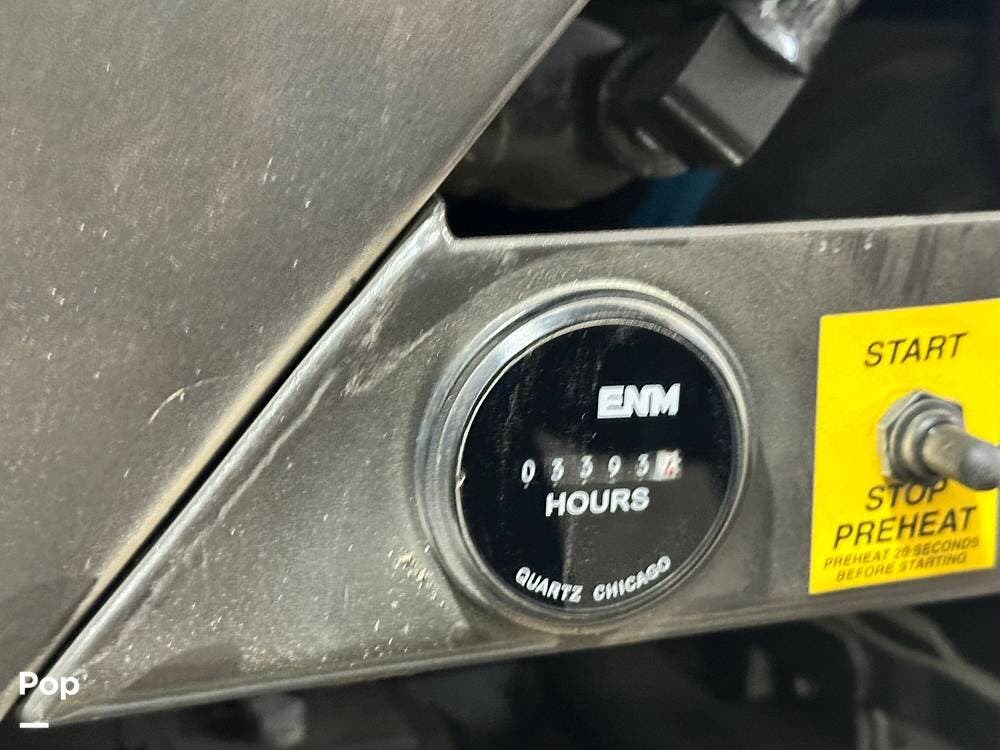 ENM
03393
HOURS
QUARTZ CHICAGO
START
STOP
PREHEAT
PREHEAT 20 SECONDS
BEFORE STARTING
Pop